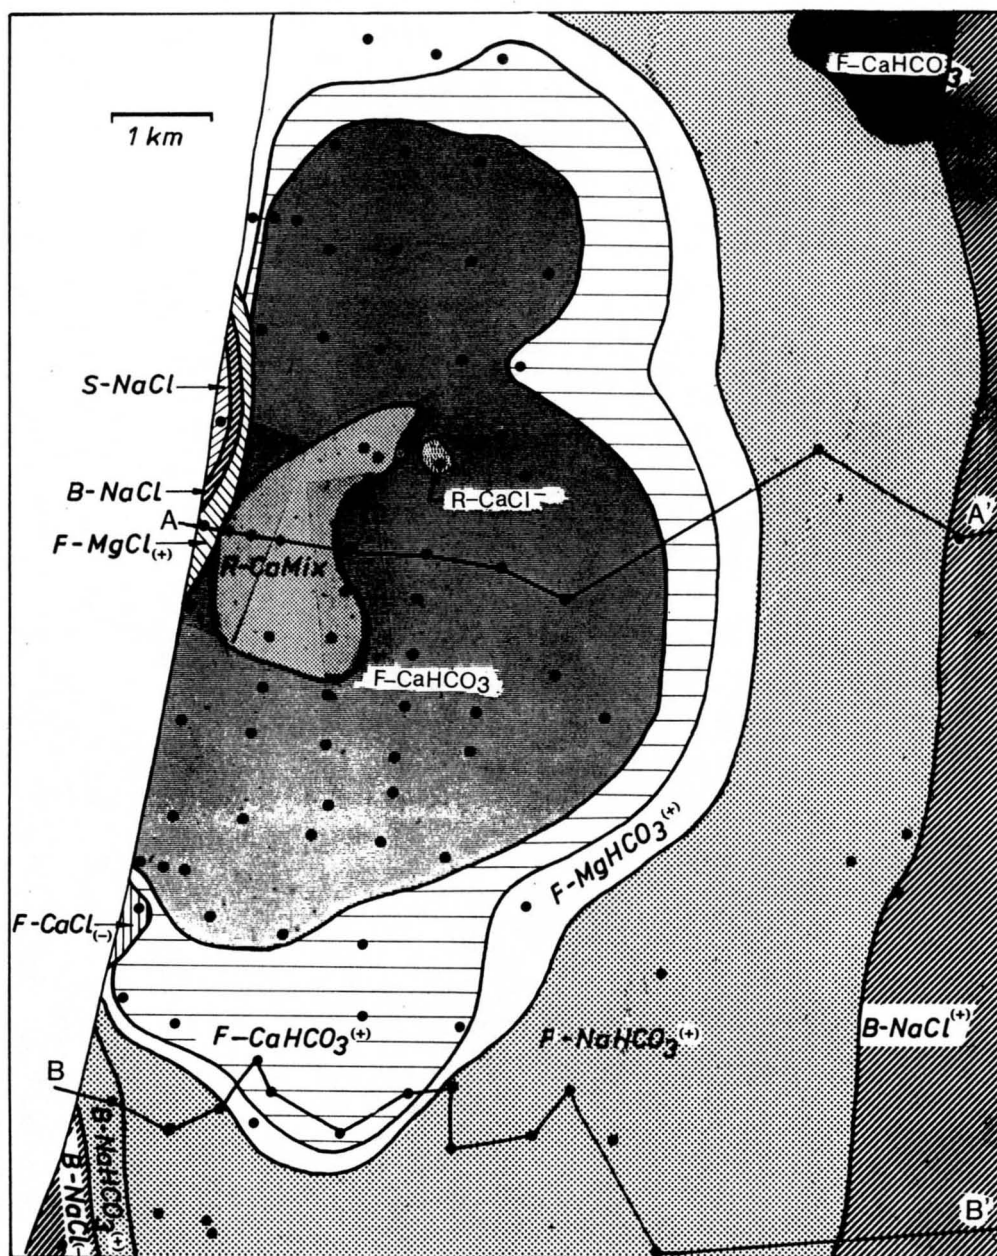 F–CaHCO3
1 km
S-NaCl
B-NaCl
R–CaCl–
A
A'
F-MgCl(+)
R-CaMix
F–CaHCO3
F-MgHCO3(+)
F-CaCl(-)
F-CaHCO3(+)
F-NaHCO3(+)
B-NaCl(+)
B
B-NaHCO3(+)
B-NaCl-
B'